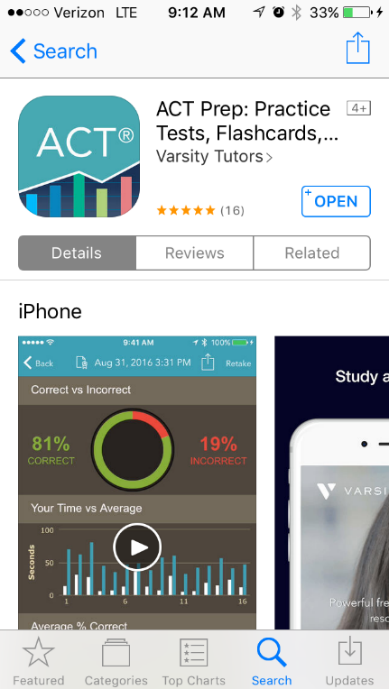 Verizon LTE 9:12 AM 33%
Search
ACT®
ACT Prep: Practice
Tests, Flashcards,...
4+
Varsity Tutors>
(16)
+OPEN
Details Reviews Related
iPhone
9:41 AM 100%
Back Aug 31, 2016 3:31 PM Retake
Correct vs Incorrect
81%
CORRECT
19%
INCORRECT
Your Time vs Average
100
50
0
Seconds
1 6 11 16
Average % Correct
Study a
VARSI
Powerful fre
reso
Featured Categories Top Charts Search Updates